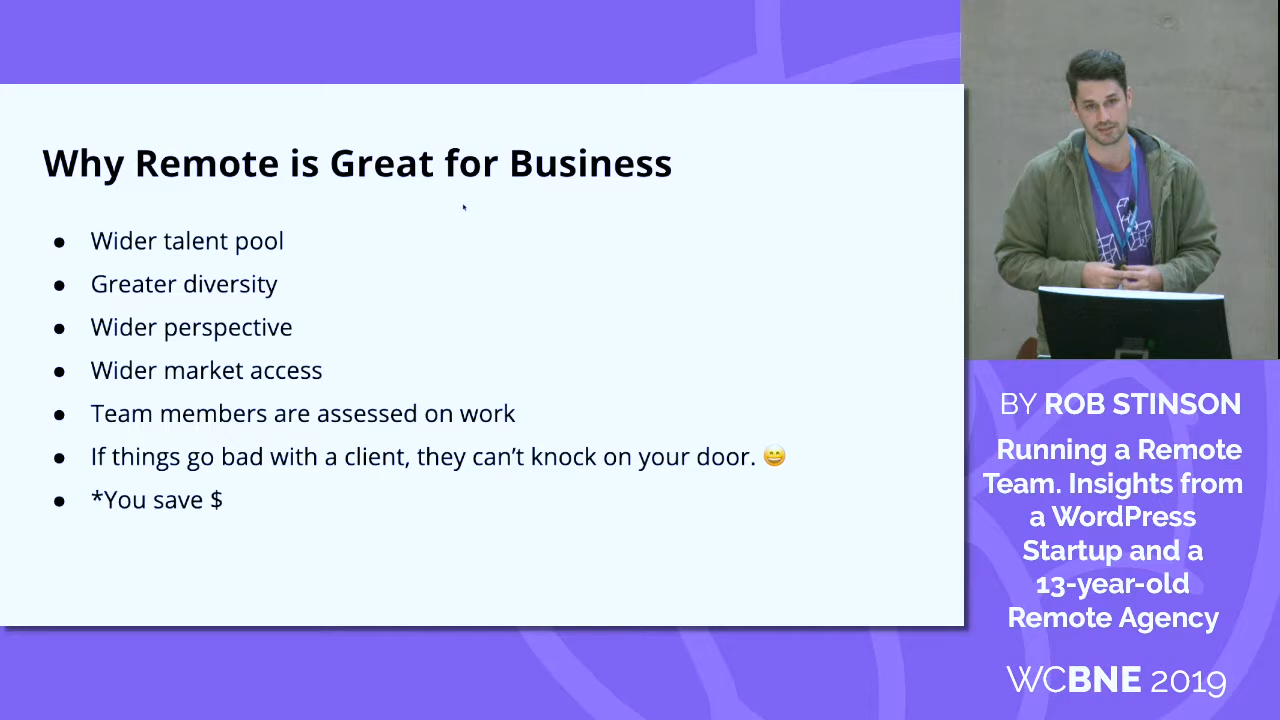 Why Remote is Great for Business
● Wider talent pool
● Greater diversity
● Wider perspective
● Wider market access
● Team members are assessed on work
● If things go bad with a client, they can’t knock on your door. 😄
● *You save $
BY ROB STINSON
Running a Remote
Team. Insights from
a WordPress
Startup and a
13-year-old
Remote Agency
WCBNE 2019